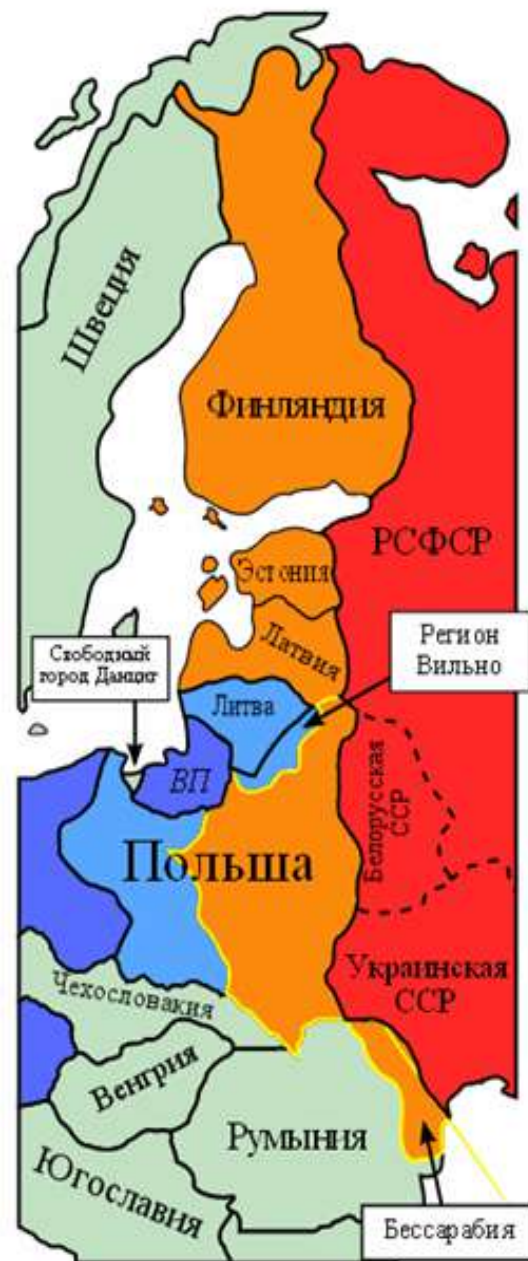 Швеция
Финляндия
РСФСР
Эстония
Латвия
Регион
Вильно
Свободный
город Данциг
Литва
ВП
Белорусская
ССР
Польша
Украинская
ССР
Чехословакия
Венгрия
Румыния
Югославия
Бессарабия